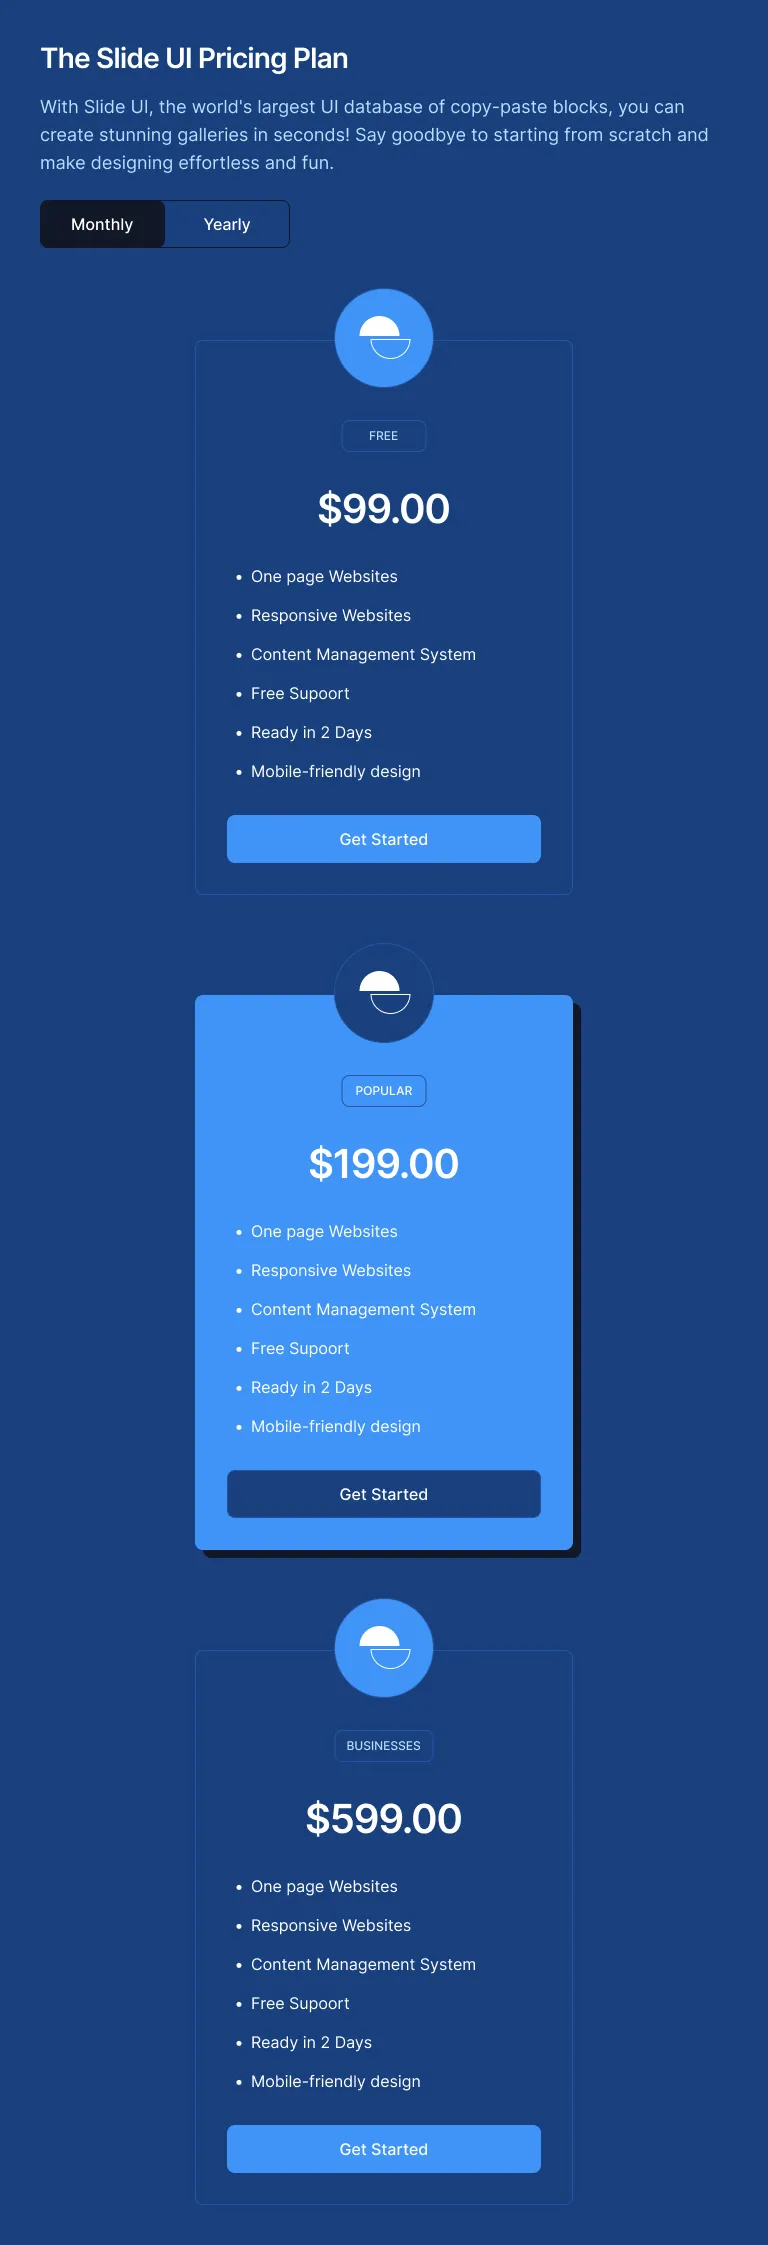 The Slide UI Pricing Plan
With Slide UI, the world's largest UI database of copy-paste blocks, you can
create stunning galleries in seconds! Say goodbye to starting from scratch and
make designing effortless and fun.
Monthly Yearly
FREE
$99.00
• One page Websites
• Responsive Websites
• Content Management System
• Free Supoort
• Ready in 2 Days
• Mobile-friendly design
Get Started
POPULAR
$199.00
• One page Websites
• Responsive Websites
• Content Management System
• Free Supoort
• Ready in 2 Days
• Mobile-friendly design
Get Started
BUSINESSES
$599.00
• One page Websites
• Responsive Websites
• Content Management System
• Free Supoort
• Ready in 2 Days
• Mobile-friendly design
Get Started